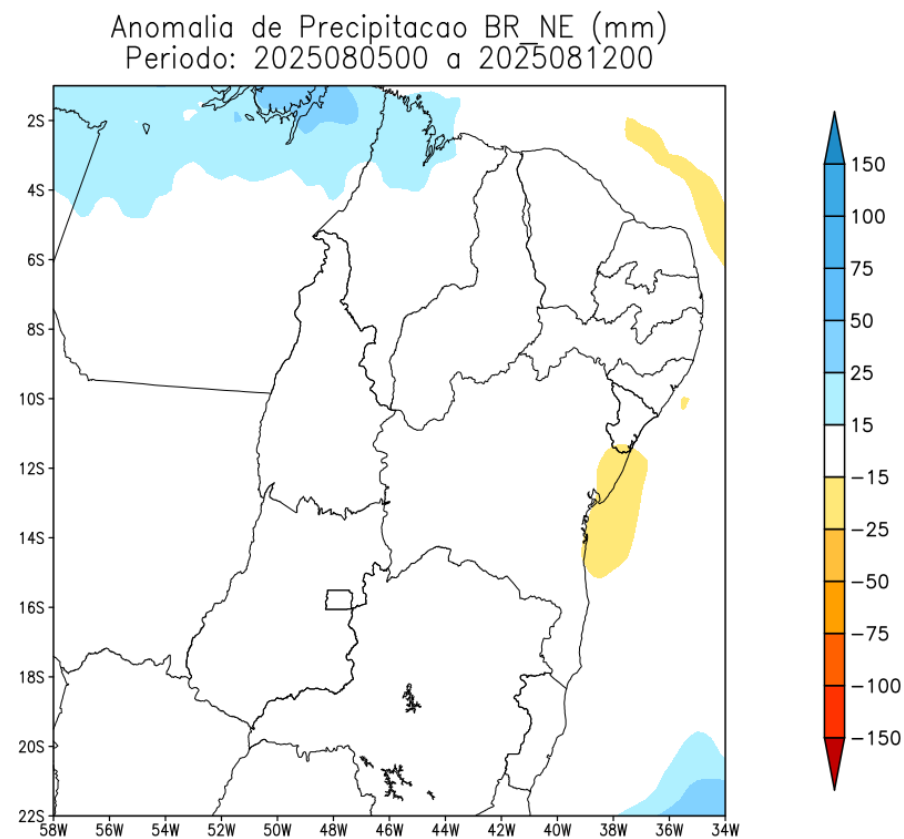 Anomalia de Precipitacao BR_NE (mm)
Periodo: 2025080500 a 2025081200
2S
4S
6S
8S
10S
12S
14S
16S
18S
20S
22S
58W 56W 54W 52W 50W 48W 46W 44W 42W 40W 38W 36W 34W
150
100
75
50
25
15
-15
-25
-50
-75
-100
-150